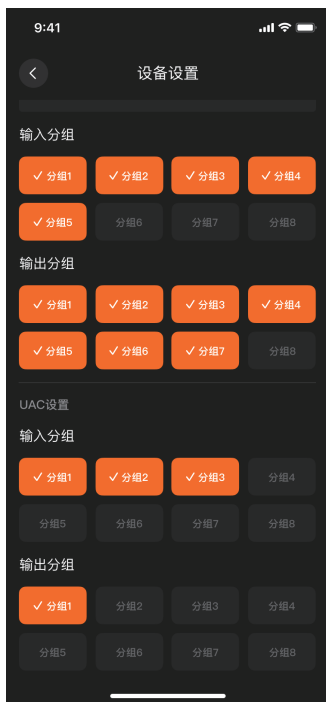 9:41
设备设置
输入分组
✓ 分组1 ✓ 分组2 ✓ 分组3 ✓ 分组4
✓ 分组5 分组6 分组7 分组8
输出分组
✓ 分组1 ✓ 分组2 ✓ 分组3 ✓ 分组4
✓ 分组5 ✓ 分组6 ✓ 分组7 分组8
UAC设置
输入分组
✓ 分组1 ✓ 分组2 ✓ 分组3 分组4
分组5 分组6 分组7 分组8
输出分组
✓ 分组1 分组2 分组3 分组4
分组5 分组6 分组7 分组8